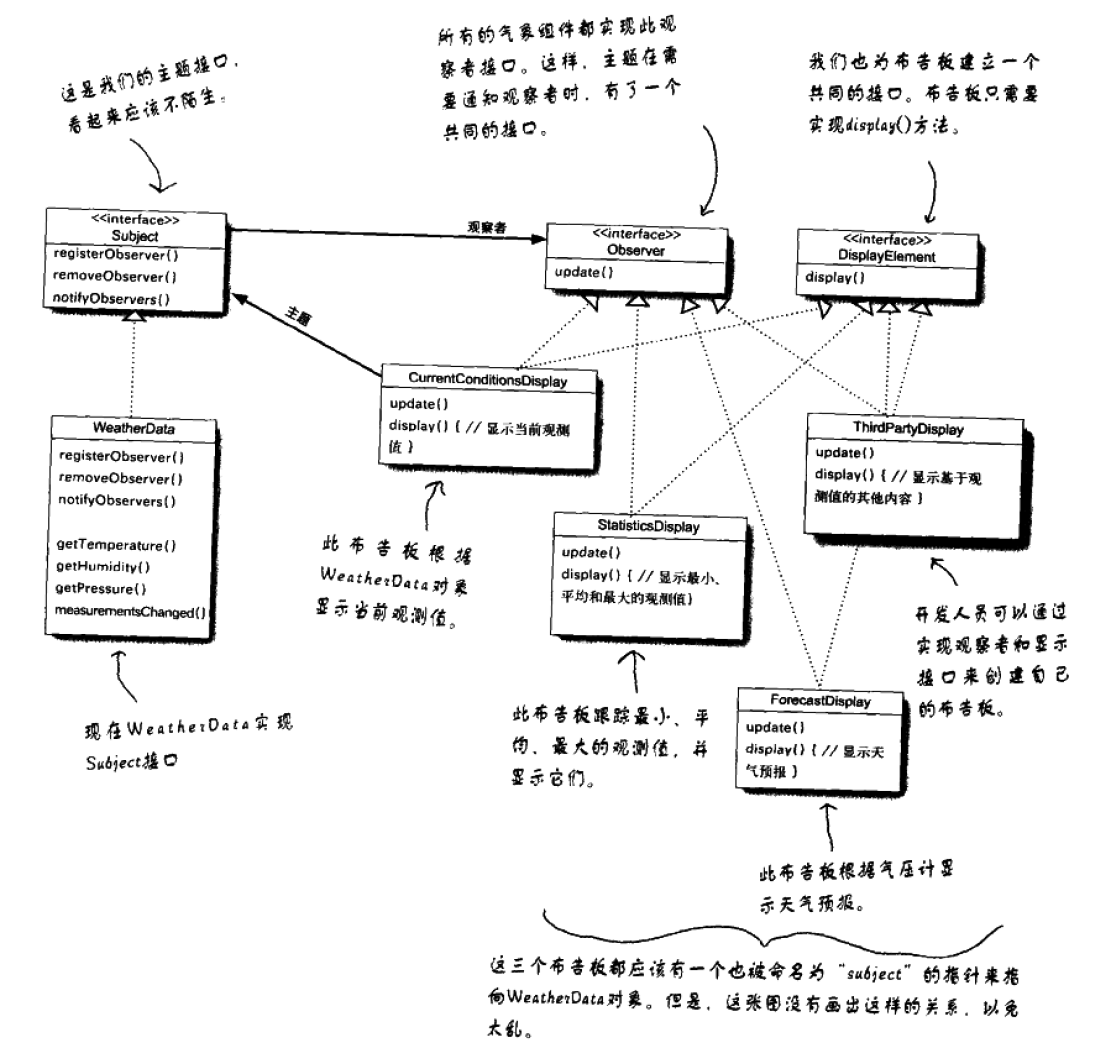 这是我们的主题接口，
看起来应该不陌生。
所有的气象组件都实现此观
察者接口。这样，主题在需
要通知观察者时，有了一个
共同的接口。
我们也为布告板建立一个
共同的接口。布告板只需要
实现display()方法。
<<interface>>
Subject
registerObserver()
removeObserver()
notifyObservers()
观察者
<<interface>>
Observer
update()
<<interface>>
DisplayElement
display()
主题
CurrentConditionsDisplay
update()
display() { // 显示当前观测
值 }
WeatherData
registerObserver()
removeObserver()
notifyObservers()
getTemperature()
getHumidity()
getPressure()
measurementsChanged()
ThirdPartyDisplay
update()
display() { // 显示基于观
测值的其他内容 }
StatisticsDisplay
update()
display() { // 显示最小、
平均和最大的观测值}
此布告板根据
WeatherData对象
显示当前观测值。
开发人员可以通过
实现观察者和显示
接口来创建自己
的布告板。
现在WeatherData实现
Subject接口
此布告板跟踪最小、平
均、最大的观测值，并
显示它们。
ForecastDisplay
update()
display() { // 显示天
气预报 }
此布告板根据气压计显
示天气预报。
这三个布告板都应该有一个也被命名为“subject”的指针来指
向WeatherData对象。但是，这张图没有画出这样的关系，以免
太乱。